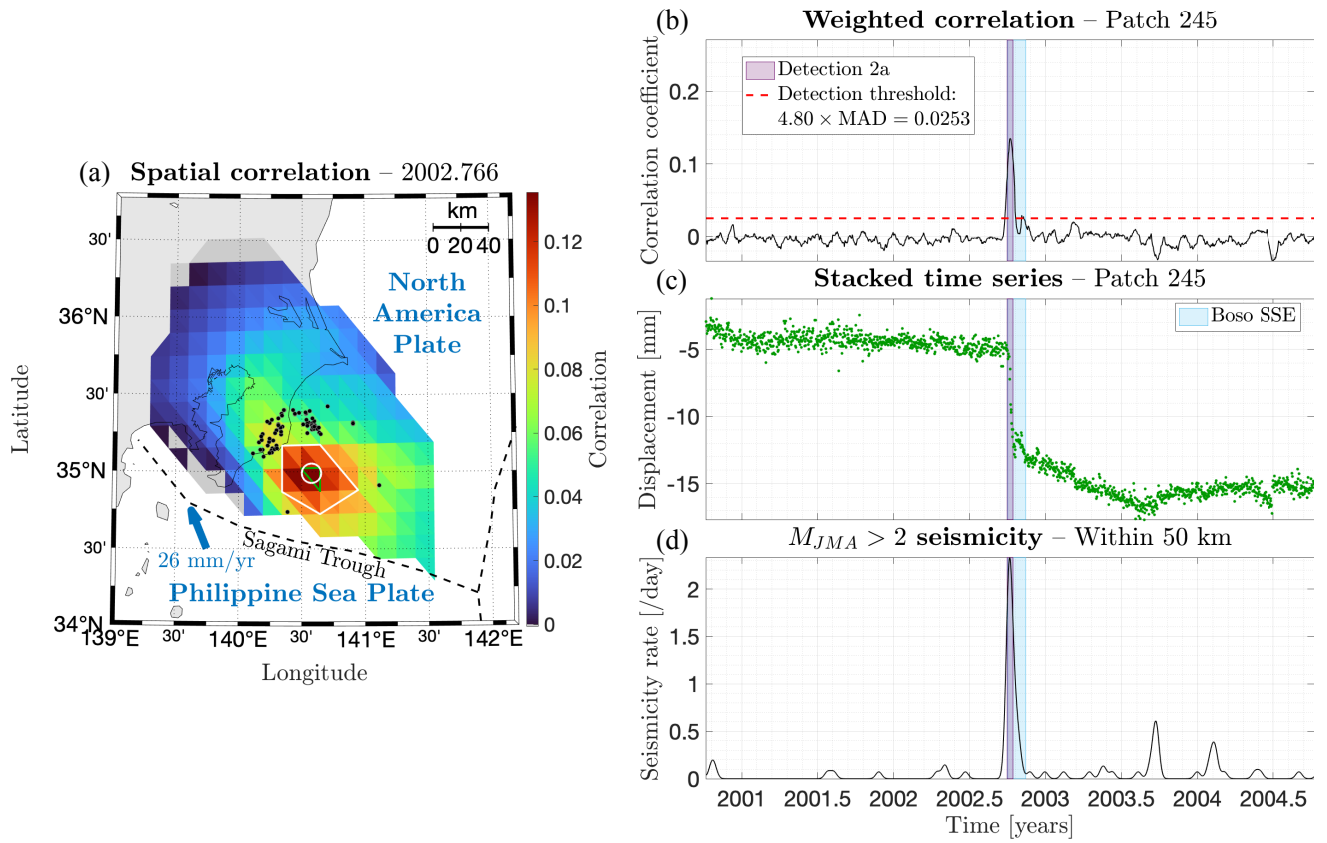 (a) Spatial correlation – 2002.766
km
0 20 40
30'
36°N
30'
35°N
30'
34°N
139°E
30'
140°E
30'
141°E
30'
142°E
Latitude
Longitude
North
America
Plate
26 mm/yr
Sagami Trough
Philippine Sea Plate
0.12
0.1
0.08
0.06
0.04
0.02
0
Correlation
(b) Weighted correlation – Patch 245
Correlation coefficient
0.2
0.1
0
Detection 2a
Detection threshold:
4.80 × MAD = 0.0253
(c) Stacked time series – Patch 245
Displacement [mm]
-5
-10
-15
Boso SSE
(d) M_JMA > 2 seismicity – Within 50 km
Seismicity rate [/day]
2
1.5
1
0.5
0
2001 2001.5 2002 2002.5 2003 2003.5 2004 2004.5
Time [years]